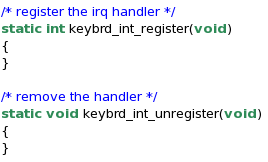 /* register the irq handler */
static int keybrd_int_register(void)
{
}
/* remove the handler */
static void keybrd_int_unregister(void)
{
}